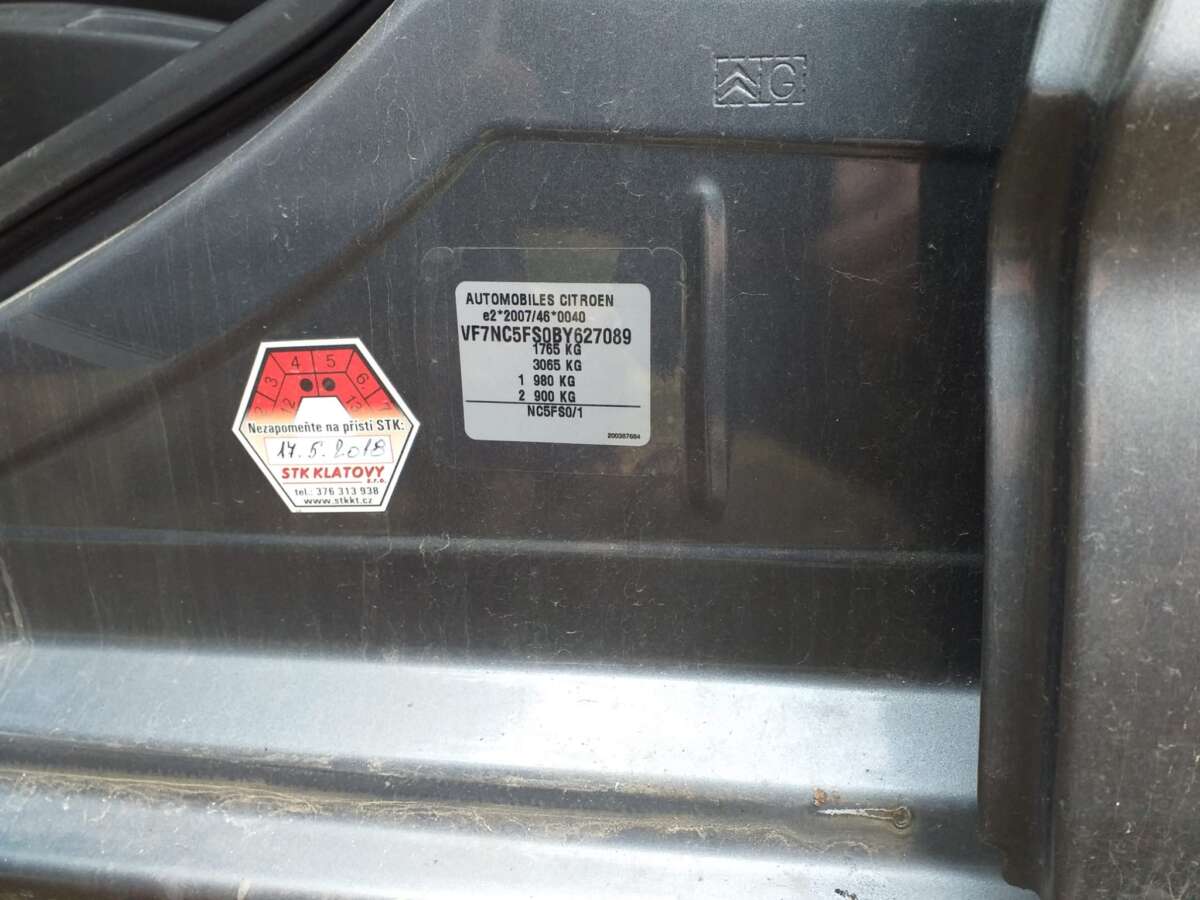 G
AUTOMOBILES CITROEN
e2*2007/46*0040
VF7NC5FS0BY627089
1765 KG
3065 KG
1 980 KG
2 900 KG
NC5FS0/1
200387684
2 3 4 5 6 7
12 13
Nezapomeňte na příští STK:
17. 5. 2018
STK KLATOVY
s.r.o.
tel.: 376 313 938
www.stkkt.cz